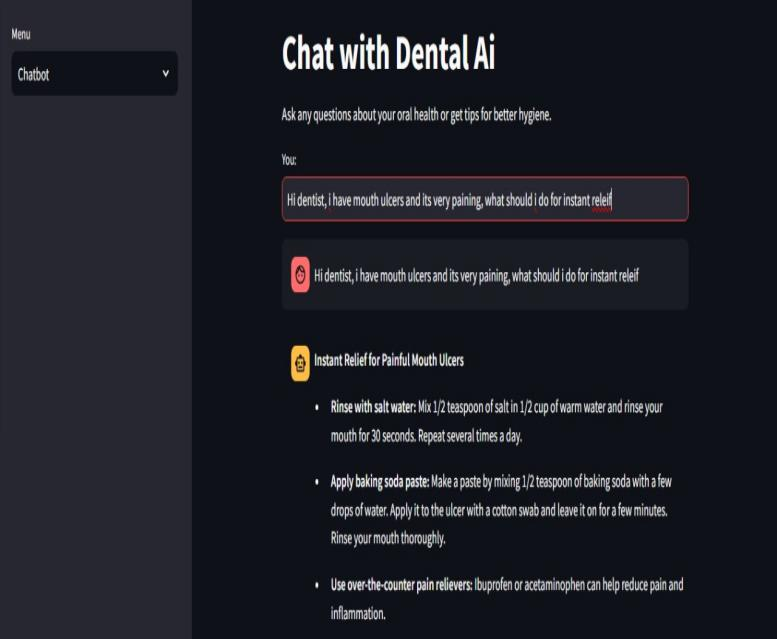 Menu
Chatbot
Chat with Dental Ai
Ask any questions about your oral health or get tips for better hygiene.
You:
Hi dentist, i have mouth ulcers and its very paining, what should i do for instant releif
Hi dentist, i have mouth ulcers and its very paining, what should i do for instant releif
Instant Relief for Painful Mouth Ulcers
• Rinse with salt water: Mix 1/2 teaspoon of salt in 1/2 cup of warm water and rinse your
mouth for 30 seconds. Repeat several times a day.
• Apply baking soda paste: Make a paste by mixing 1/2 teaspoon of baking soda with a few
drops of water. Apply it to the ulcer with a cotton swab and leave it on for a few minutes.
Rinse your mouth thoroughly.
• Use over-the-counter pain relievers: Ibuprofen or acetaminophen can help reduce pain and
inflammation.